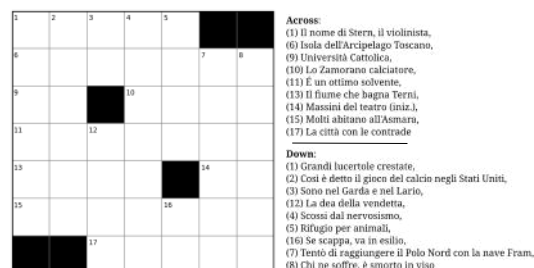 1 2 3 4 5
6 7 8
9 10
11 12
13 14
15 16
17
Across:
(1) Il nome di Stern, il violinista,
(6) Isola dell'Arcipelago Toscano,
(9) Università Cattolica,
(10) Lo Zamorano calciatore,
(11) É un ottimo solvente,
(13) Il fiume che bagna Terni,
(14) Massini del teatro (iniz.),
(15) Molti abitano all'Asmara,
(17) La città con le contrade
Down:
(1) Grandi lucertole crestate,
(2) Così è detto il gioco del calcio negli Stati Uniti,
(3) Sono nel Garda e nel Lario,
(12) La dea della vendetta,
(4) Scossi dal nervosismo,
(5) Rifugio per animali,
(16) Se scappa, va in esilio,
(7) Tentò di raggiungere il Polo Nord con la nave Fram,
(8) Chi ne soffre, è smorto in viso